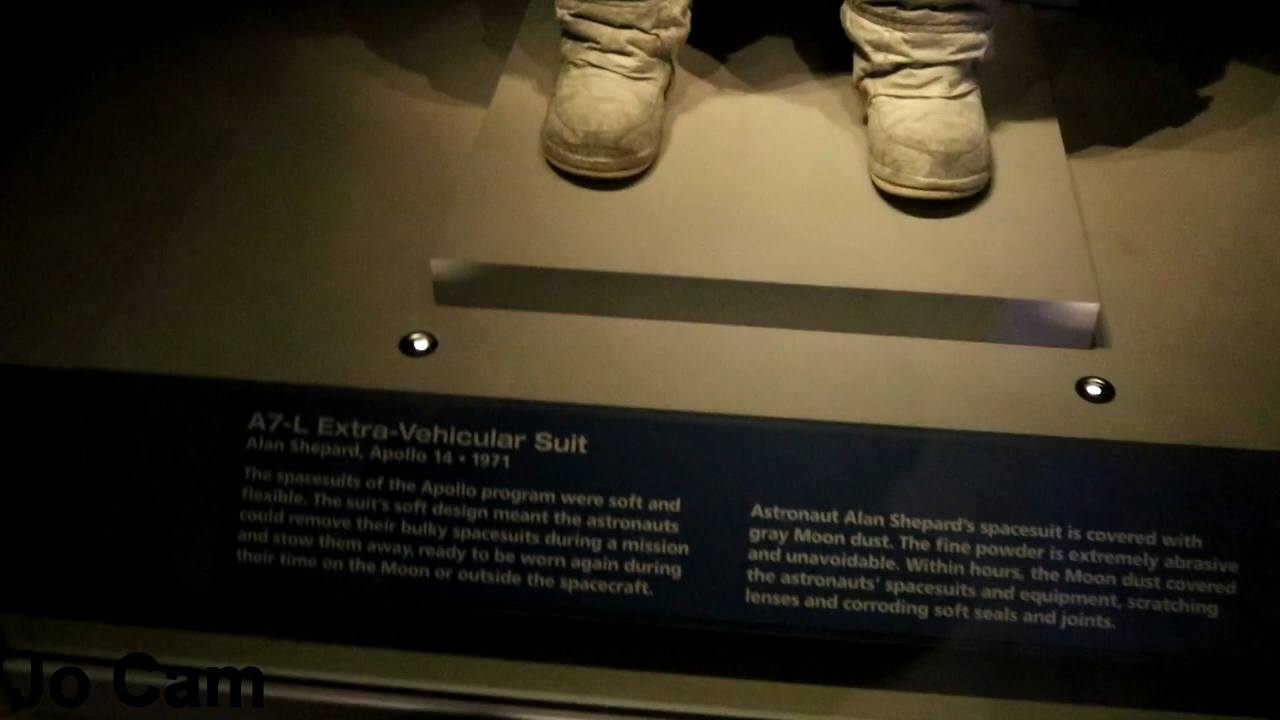 A7-L Extra-Vehicular Suit
Alan Shepard, Apollo 14 • 1971
The spacesuits of the Apollo program were soft and
flexible. The suit's soft design meant the astronauts
could remove their bulky spacesuits during a mission
and stow them away, ready to be worn again during
their time on the Moon or outside the spacecraft.
Astronaut Alan Shepard's spacesuit is covered with
gray Moon dust. The fine powder is extremely abrasive
and unavoidable. Within hours, the Moon dust covered
the astronauts' spacesuits and equipment, scratching
lenses and corroding soft seals and joints.
Jo Cam